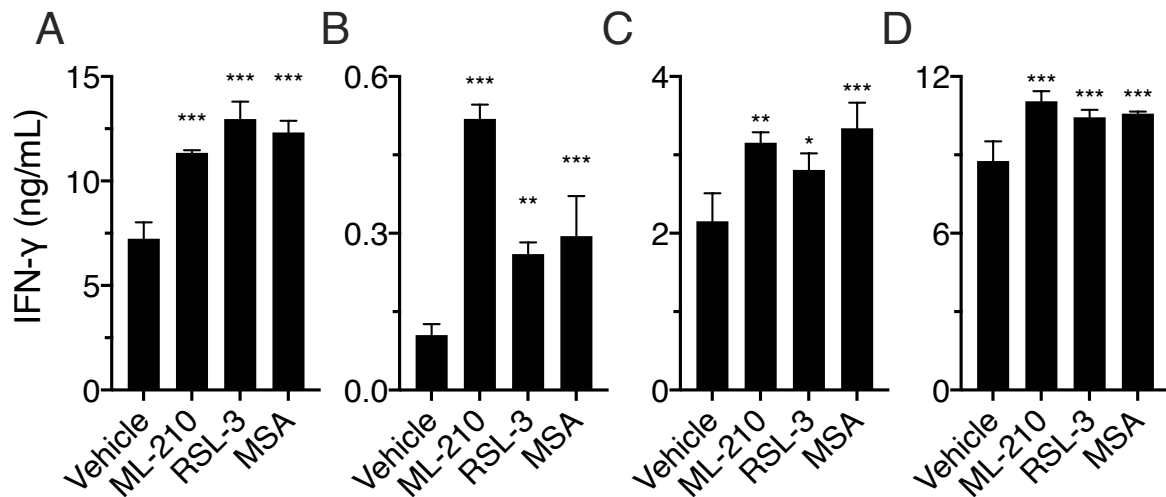 A B C D
IFN-γ (ng/mL)
15
10
5
0
*** *** ***
Vehicle
ML-210
RSL-3
MSA
0.6
0.3
0.0
*** ** ***
Vehicle
ML-210
RSL-3
MSA
4
2
0
** * ***
Vehicle
ML-210
RSL-3
MSA
12
6
0
*** *** ***
Vehicle
ML-210
RSL-3
MSA